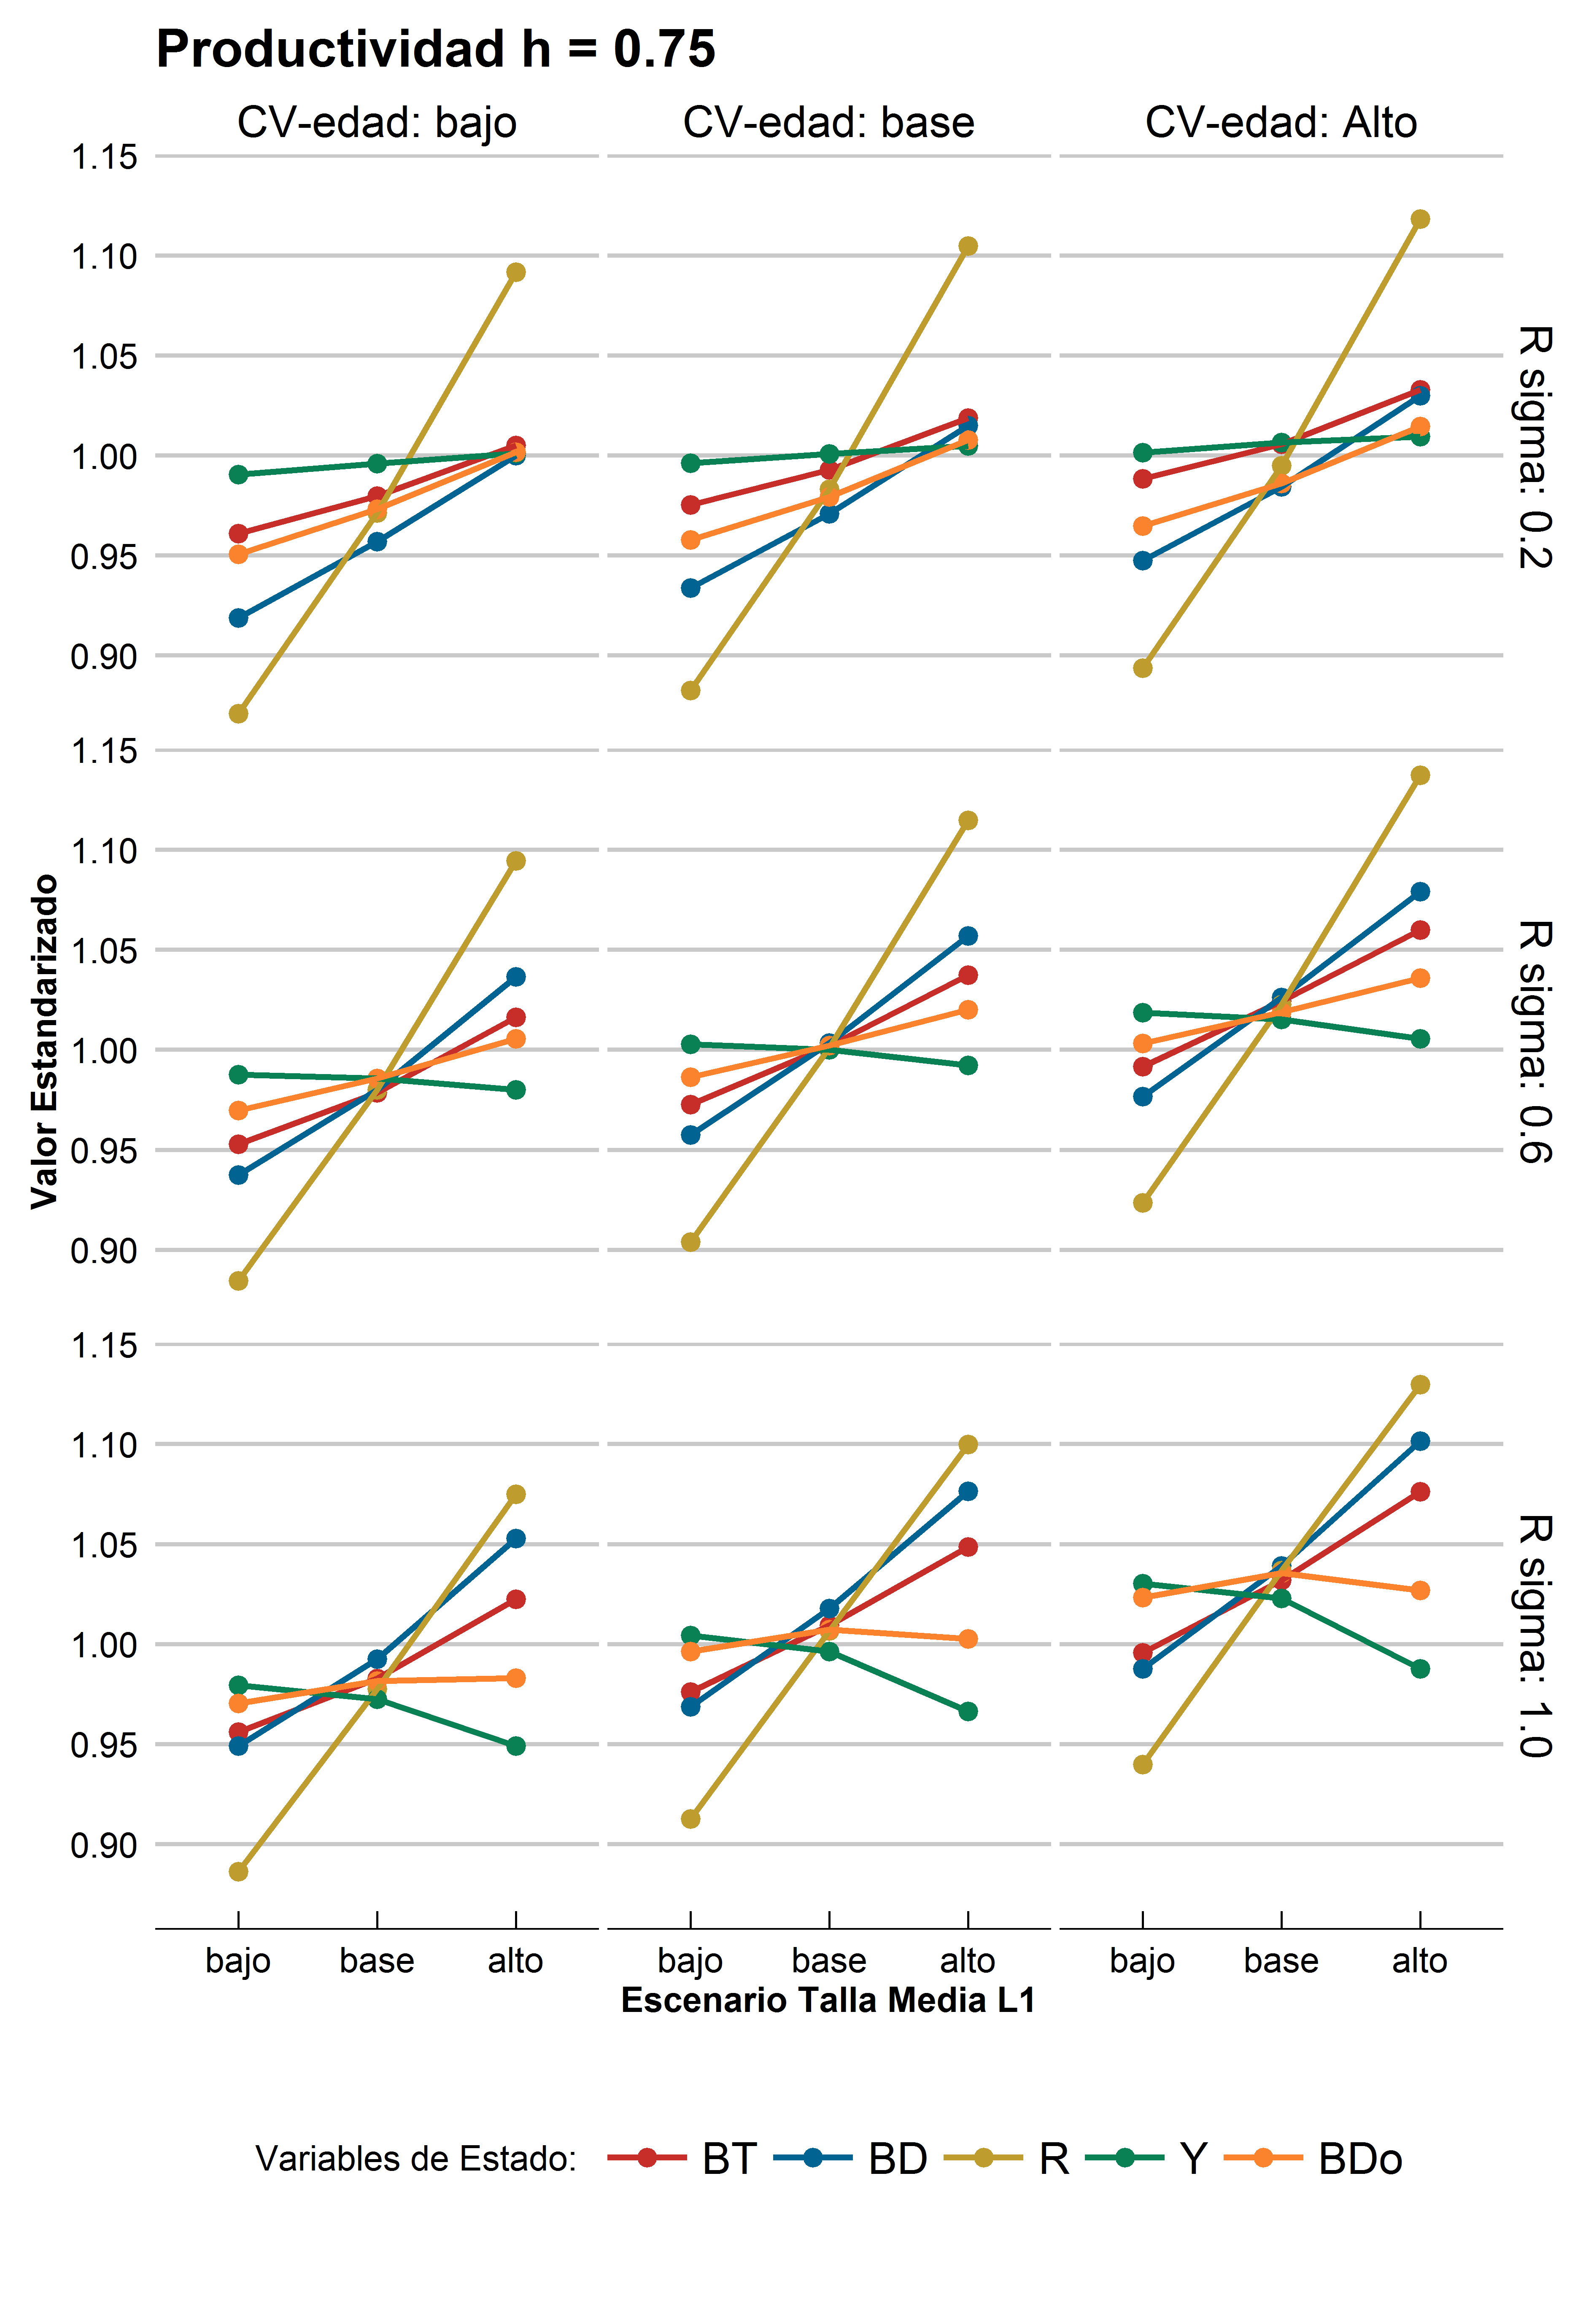 Productividad h = 0.75
CV-edad: bajo
CV-edad: base
CV-edad: Alto
1.15
1.10
1.05
1.00
0.95
0.90
R sigma: 0.2
1.15
1.10
1.05
1.00
0.95
0.90
R sigma: 0.6
Valor Estandarizado
1.15
1.10
1.05
1.00
0.95
0.90
R sigma: 1.0
bajo base alto bajo base alto bajo base alto
Escenario Talla Media L1
Variables de Estado: BT BD R Y BDo